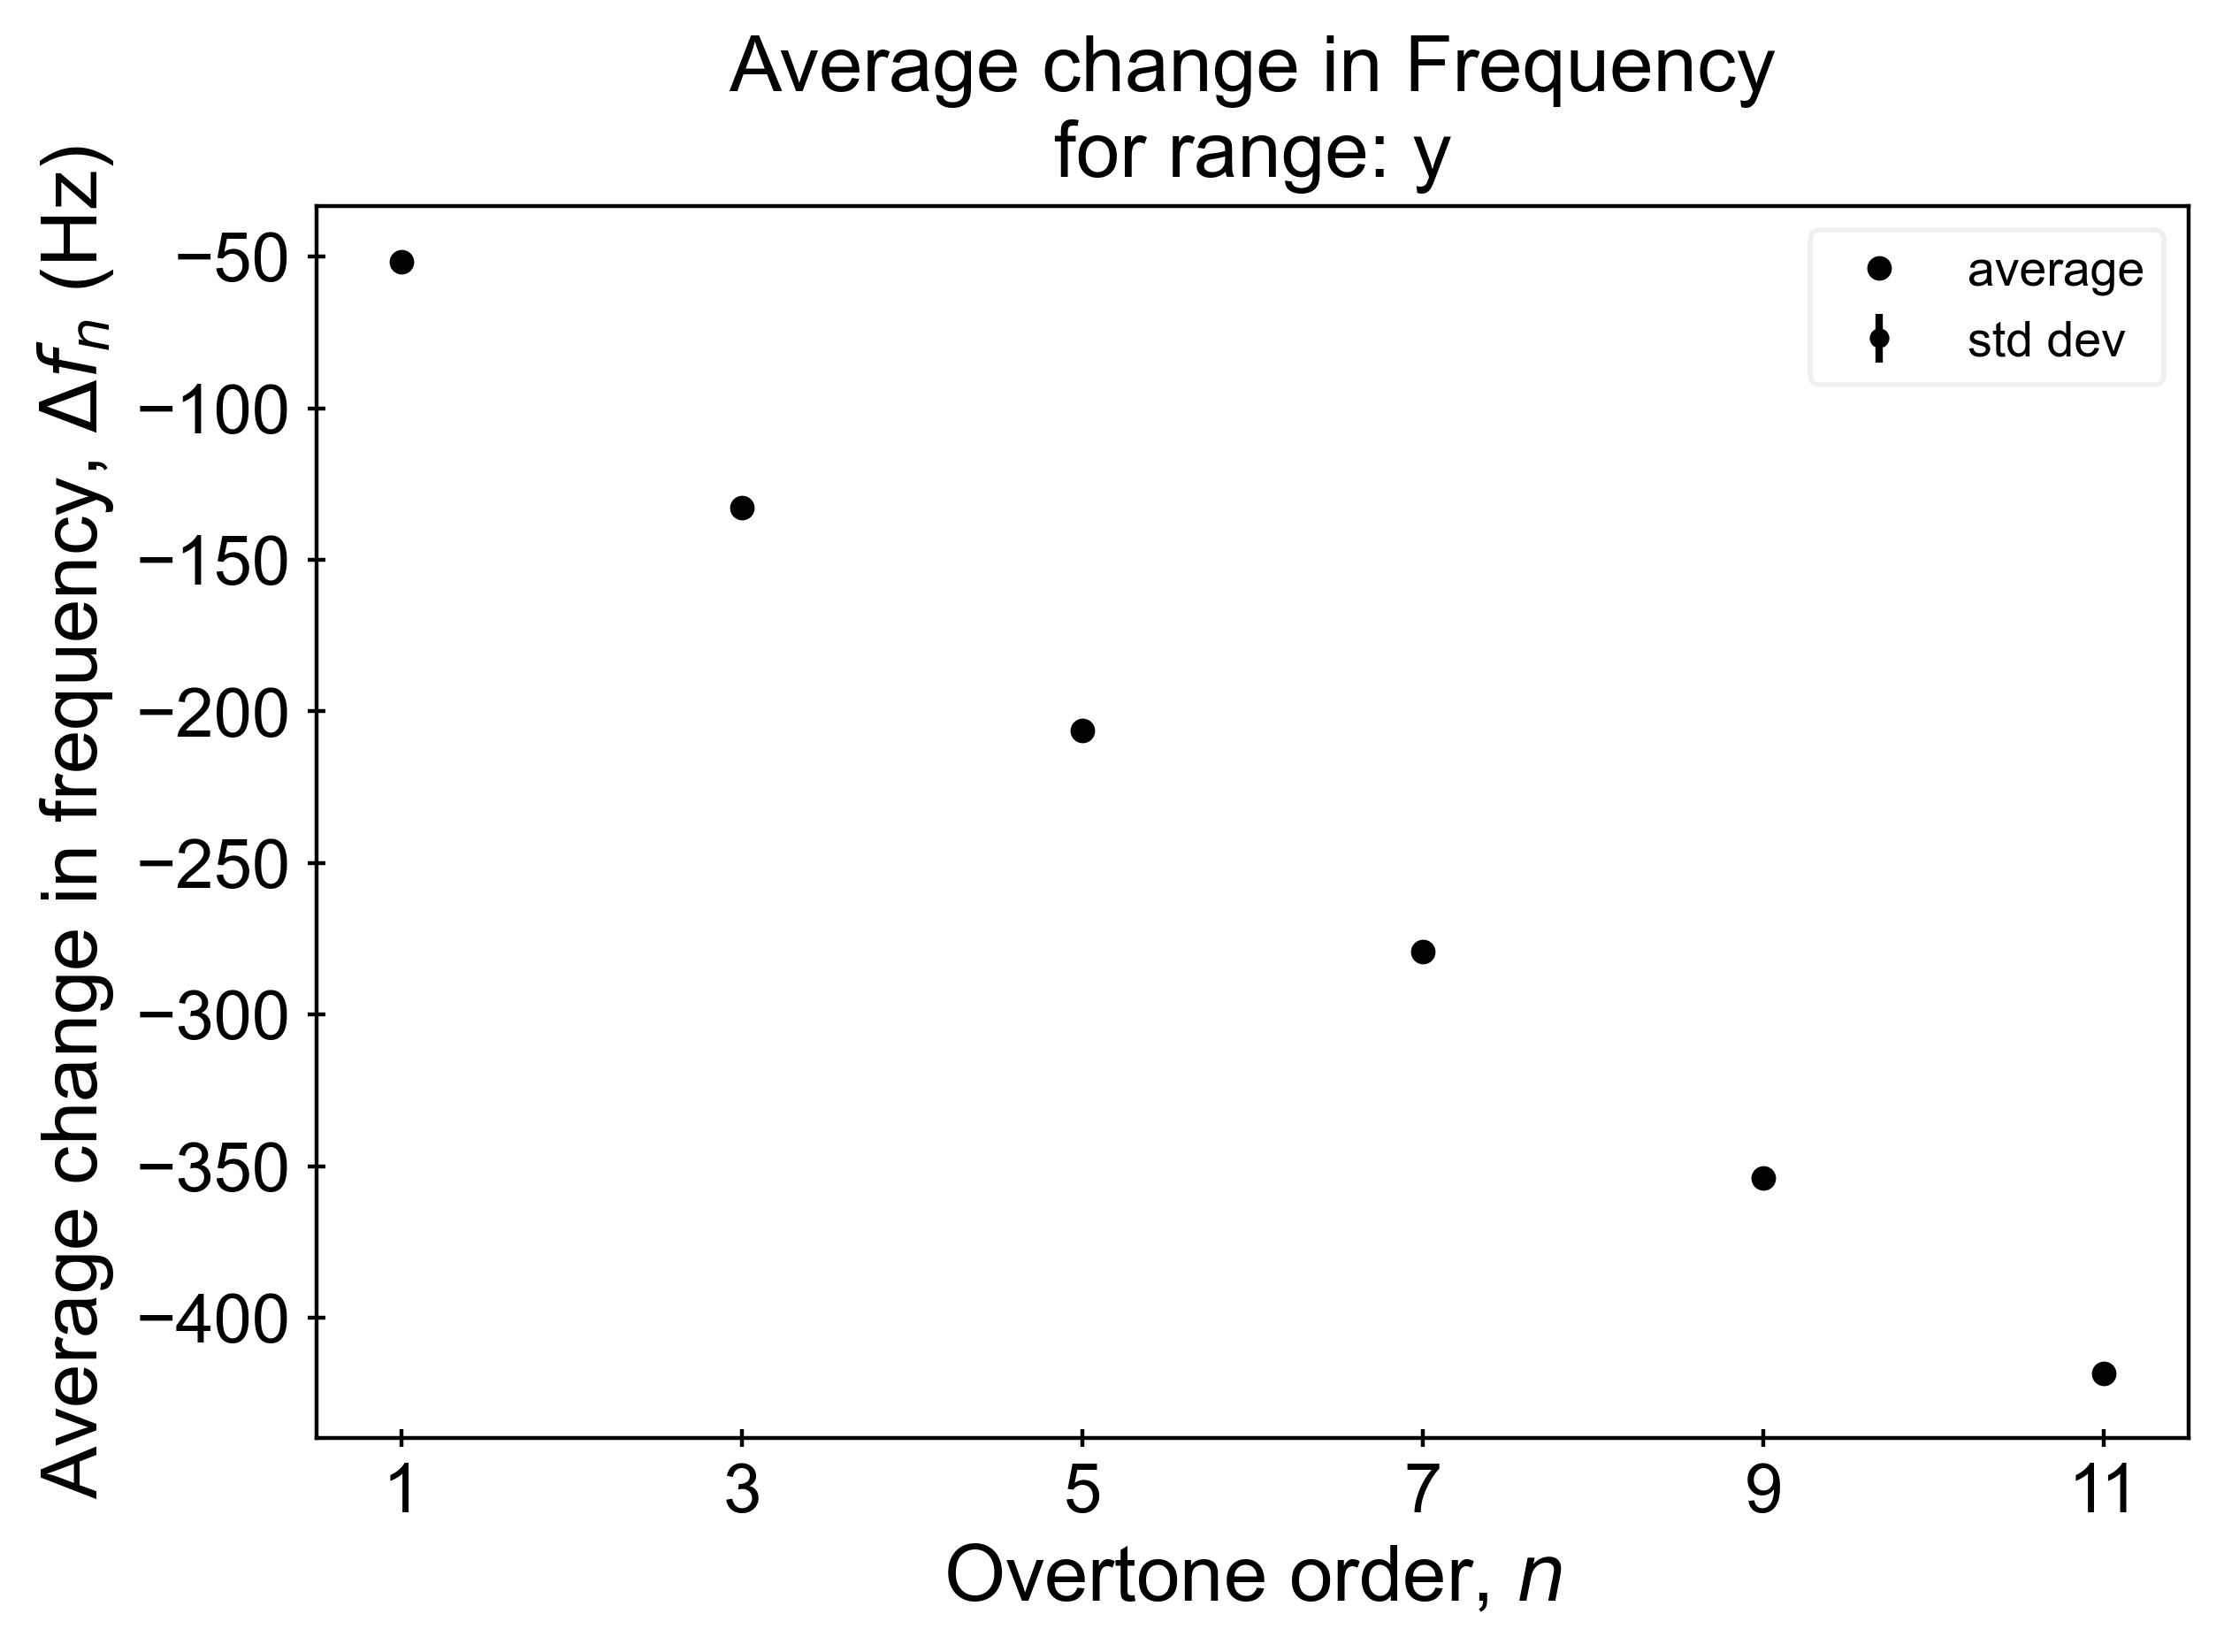 Average change in Frequency
for range: y
Average change in frequency, Δfₙ (Hz)
−50
−100
−150
−200
−250
−300
−350
−400
average
std dev
1 3 5 7 9 11
Overtone order, n